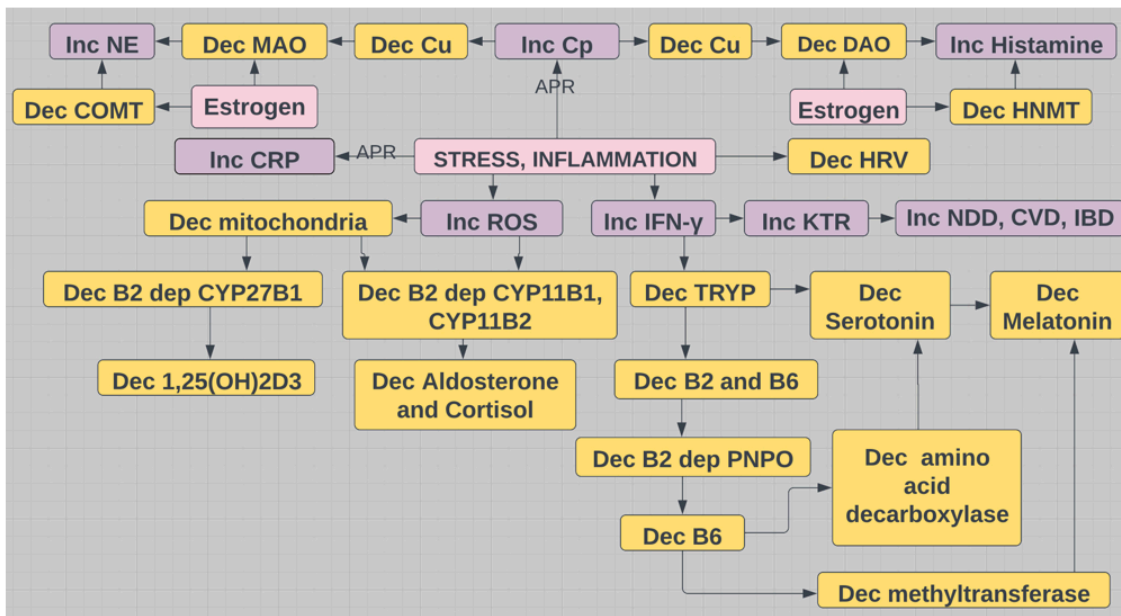 Inc NE
Dec MAO
Dec Cu
Inc Cp
Dec Cu
Dec DAO
Inc Histamine
APR
Dec COMT
Estrogen
Estrogen
Dec HNMT
Inc CRP
APR
STRESS, INFLAMMATION
Dec HRV
Dec mitochondria
Inc ROS
Inc IFN-y
Inc KTR
Inc NDD, CVD, IBD
Dec B2 dep CYP27B1
Dec B2 dep CYP11B1,
CYP11B2
Dec TRYP
Dec
Serotonin
Dec
Melatonin
Dec 1,25(OH)2D3
Dec Aldosterone
and Cortisol
Dec B2 and B6
Dec B2 dep PNPO
Dec amino
acid
decarboxylase
Dec B6
Dec methyltransferase